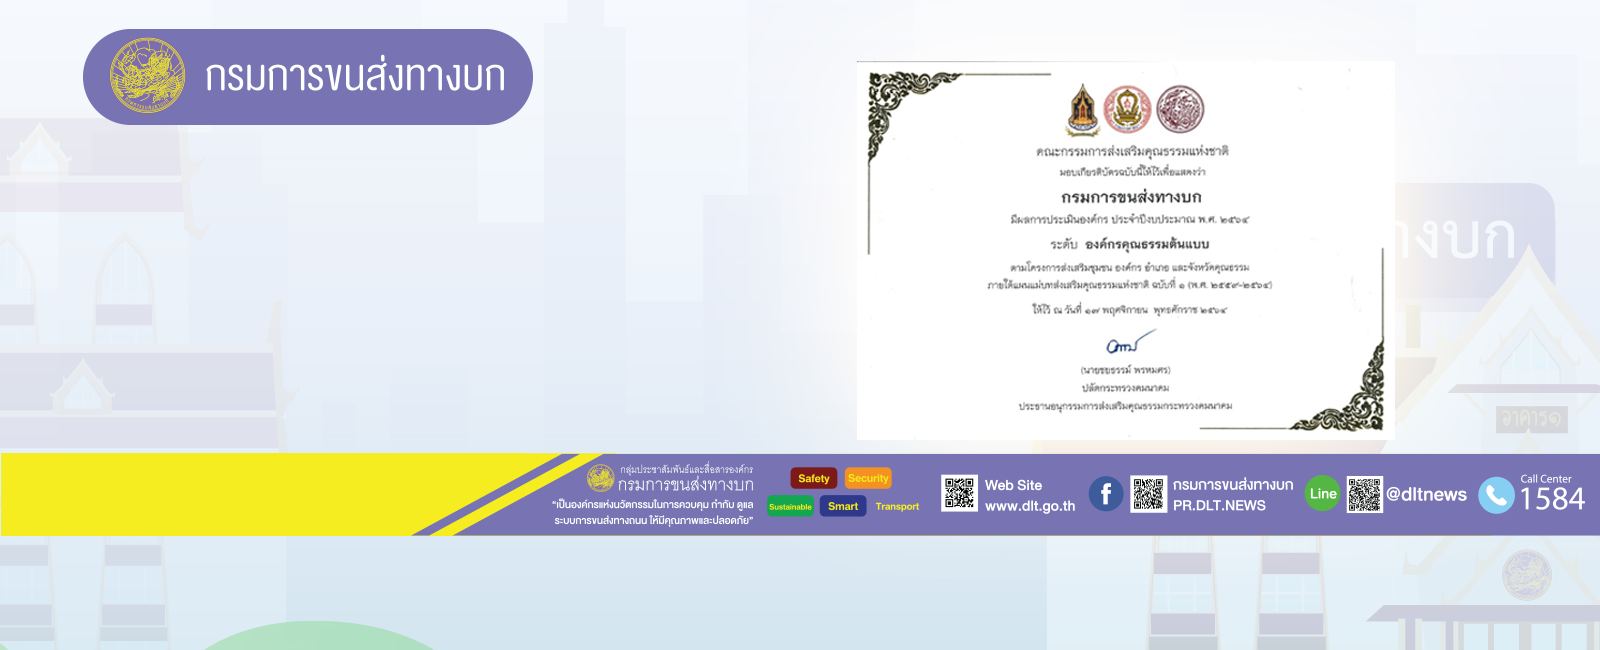 กรมการขนส่งทางบก
คณะกรรมการส่งเสริมคุณธรรมแห่งชาติ
มอบเกียรติบัตรฉบับนี้ให้ไว้เพื่อแสดงว่า
กรมการขนส่งทางบก
มีผลการประเมินองค์กร ประจำปีงบประมาณ พ.ศ. ๒๕๖๔
ระดับ องค์กรคุณธรรมต้นแบบ
ตามโครงการส่งเสริมชุมชน องค์กร อำเภอ และจังหวัดคุณธรรม
ภายใต้แผนแม่บทส่งเสริมคุณธรรมแห่งชาติ ฉบับที่ ๑ (พ.ศ. ๒๕๕๙-๒๕๖๔)
ให้ไว้ ณ วันที่ ๑๗ พฤศจิกายน พุทธศักราช ๒๕๖๔
(นายชยธรรม์ พรหมศร)
ปลัดกระทรวงคมนาคม
ประธานอนุกรรมการส่งเสริมคุณธรรมกระทรวงคมนาคม
างบก
อาคาร๑
กลุ่มประชาสัมพันธ์และสื่อสารองค์กร
กรมการขนส่งทางบก
"เป็นองค์กรแห่งนวัตกรรมในการควบคุม กำกับ ดูแล
ระบบการขนส่งทางถนน ให้มีคุณภาพและปลอดภัย"
Safety Security
Sustainable Smart Transport
Web Site
www.dlt.go.th
กรมการขนส่งทางบก
PR.DLT.NEWS
Line @dltnews
Call Center
1584